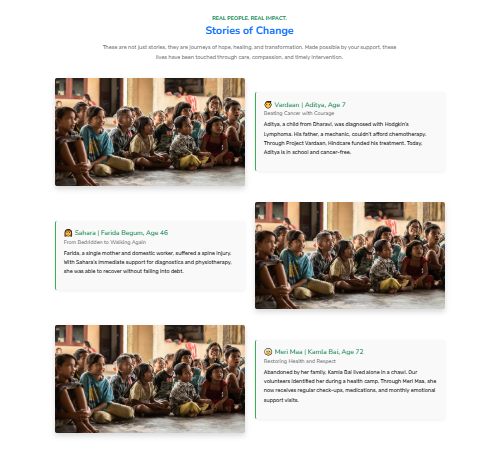 REAL PEOPLE. REAL IMPACT.
Stories of Change
These are not just stories, they are journeys of hope, healing, and transformation. Made possible by your support, these
lives have been touched through care, compassion, and timely intervention.
Vardaan | Aditya, Age 7
Beating Cancer with Courage
Aditya, a child from Dharavi, was diagnosed with Hodgkin's
Lymphoma. His father, a mechanic, couldn't afford chemotherapy.
Through Project Vardaan, Hindcare funded his treatment. Today,
Aditya is in school and cancer-free.
Sahara | Farida Begum, Age 46
From Bedridden to Walking Again
Farida, a single mother and domestic worker, suffered a spine injury.
With Sahara's immediate support for diagnostics and physiotherapy,
she was able to recover without falling into debt.
Meri Maa | Kamla Bai, Age 72
Restoring Health and Respect
Abandoned by her family, Kamla Bai lived alone in a chawl. Our
volunteers identified her during a health camp. Through Meri Maa, she
now receives regular check-ups, medications, and monthly emotional
support visits.